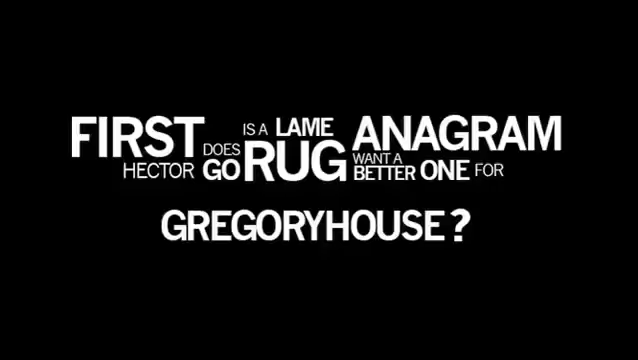 FIRST
HECTOR
DOES
GO
RUG
IS A LAME
ANAGRAM
WANT A
BETTER ONE FOR
GREGORYHOUSE?